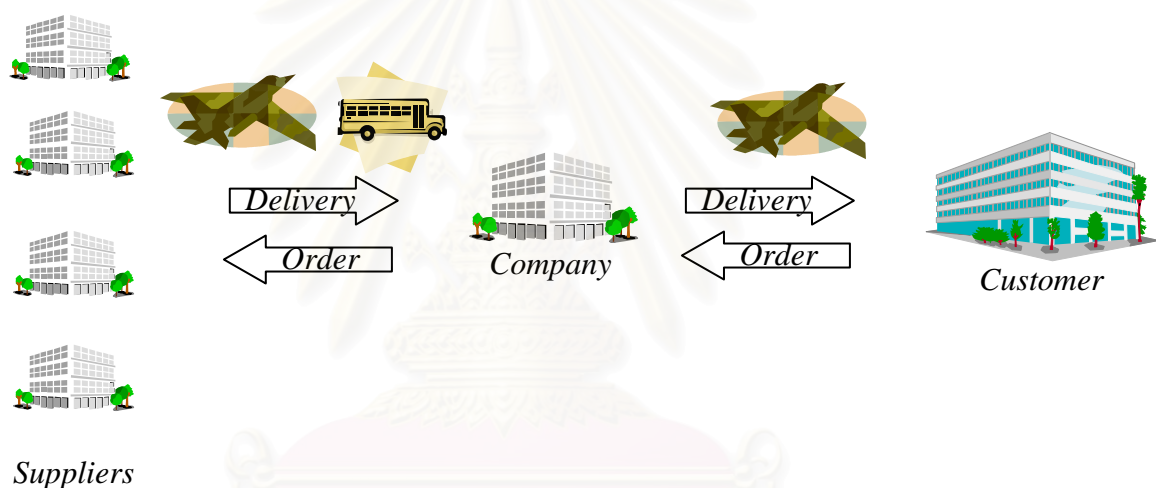 Delivery
Delivery
Order
Order
Company
Customer
Suppliers